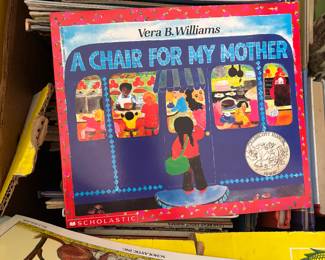 Vera B. Williams
A CHAIR FOR MY MOTHER
SCHOLASTIC